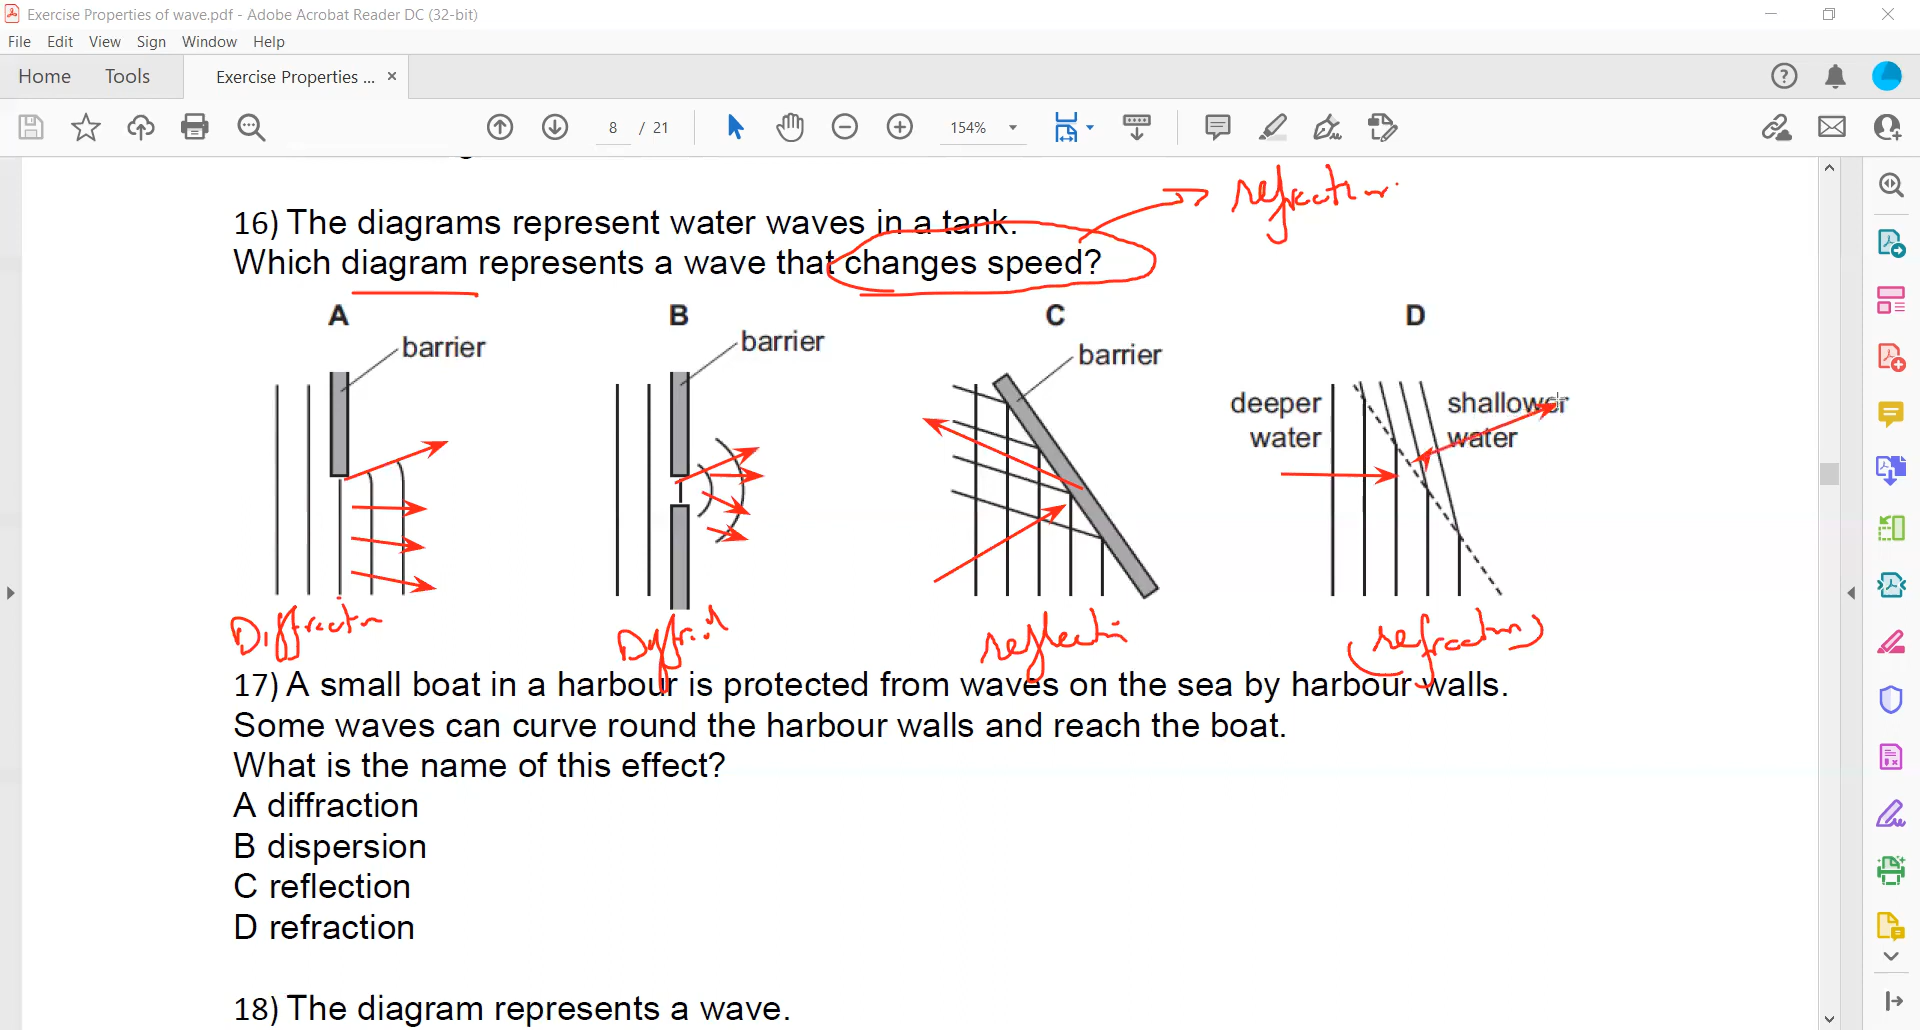 Exercise Properties of wave.pdf - Adobe Acrobat Reader DC (32-bit)
File Edit View Sign Window Help
Home Tools Exercise Properties ... ×
8 / 21 154%
refraction
16) The diagrams represent water waves in a tank.
Which diagram represents a wave that changes speed?
A B C D
barrier
barrier
barrier
deeper water
shallower water
Diffraction
reflection
(refraction)
17) A small boat in a harbour is protected from waves on the sea by harbour walls.
Some waves can curve round the harbour walls and reach the boat.
What is the name of this effect?
A diffraction
B dispersion
C reflection
D refraction
18) The diagram represents a wave.